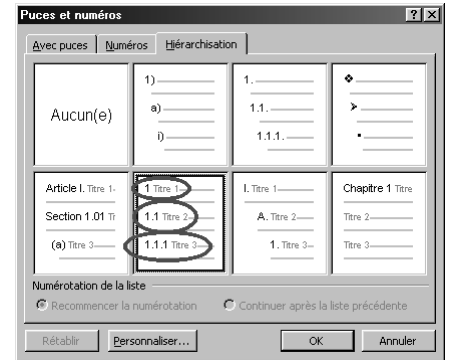 Puces et numéros
Avec puces Numéros Hiérarchisation
Aucun(e)
1)
a)
i)
1.
1.1.
1.1.1.
Article I. Titre 1
Section 1.01 Ti
(a) Titre 3
1 Titre 1
1.1 Titre 2
1.1.1 Titre 3
I. Titre 1
A. Titre 2
1. Titre 3
Chapitre 1 Titre
Titre 2
Titre 3
Numérotation de la liste
Recommencer la numérotation Continuer après la liste précédente
Rétablir Personnaliser... OK Annuler